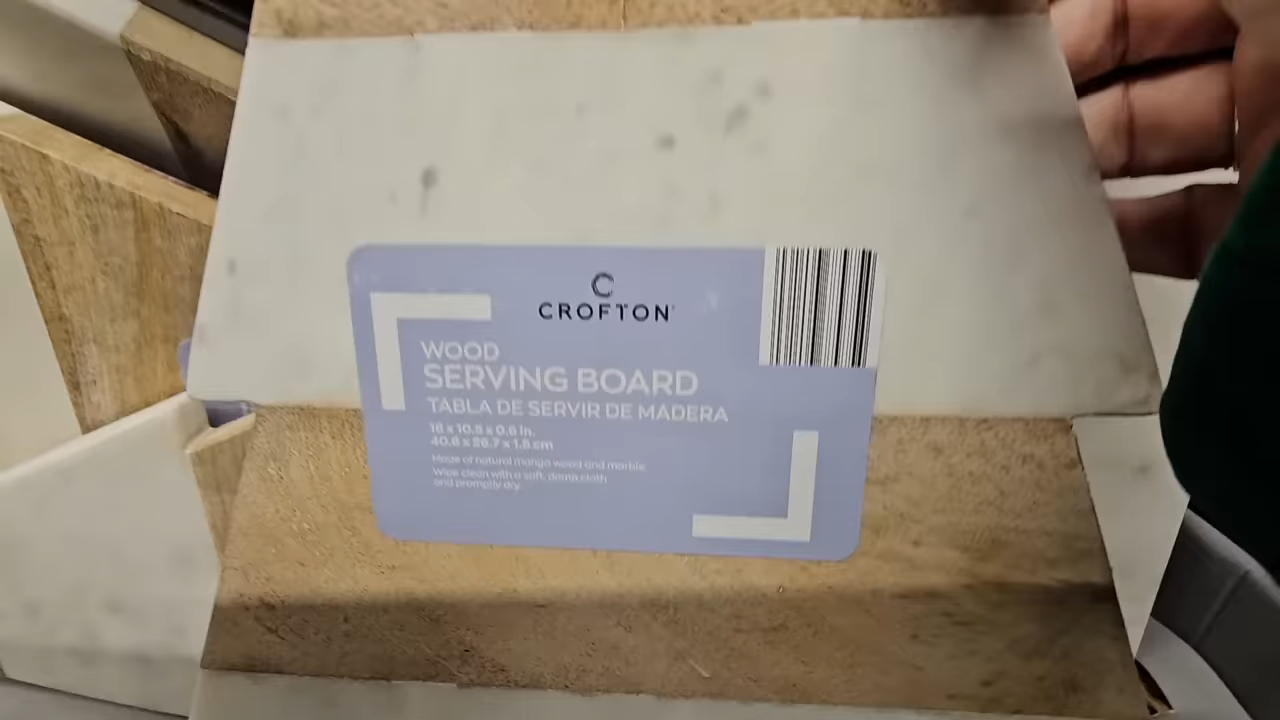 C
CROFTON
WOOD
SERVING BOARD
TABLA DE SERVIR DE MADERA
16 x 10.5 x 0.6 in.
40.6 x 26.7 x 1.5 cm
Made of natural mango wood and marble
Wipe clean with a soft, damp cloth
and promptly dry